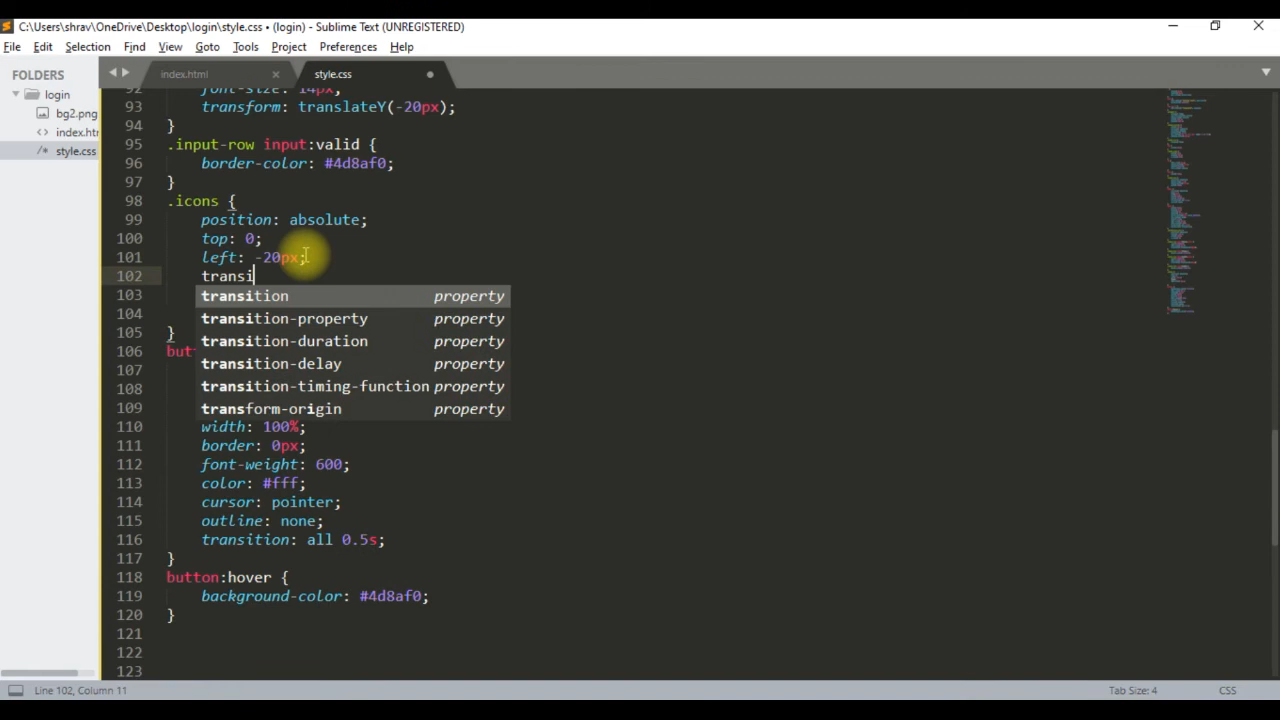 C:\Users\shrav\OneDrive\Desktop\login\style.css • (login) - Sublime Text (UNREGISTERED)
File Edit Selection Find View Goto Tools Project Preferences Help
FOLDERS
login
bg2.png
index.htm
style.css
index.html
style.css
92 font-size: 14px;
93 transform: translateY(-20px);
94 }
95 .input-row input:valid {
96 border-color: #4d8af0;
97 }
98 .icons {
99 position: absolute;
100 top: 0;
101 left: -20px;
102 transi
103
104
105 }
106 butt
107
108
109
110 width: 100%;
111 border: 0px;
112 font-weight: 600;
113 color: #fff;
114 cursor: pointer;
115 outline: none;
116 transition: all 0.5s;
117 }
118 button:hover {
119 background-color: #4d8af0;
120 }
121
122
123
transition property
transition-property property
transition-duration property
transition-delay property
transition-timing-function property
transform-origin property
Line 102, Column 11
Tab Size: 4
CSS